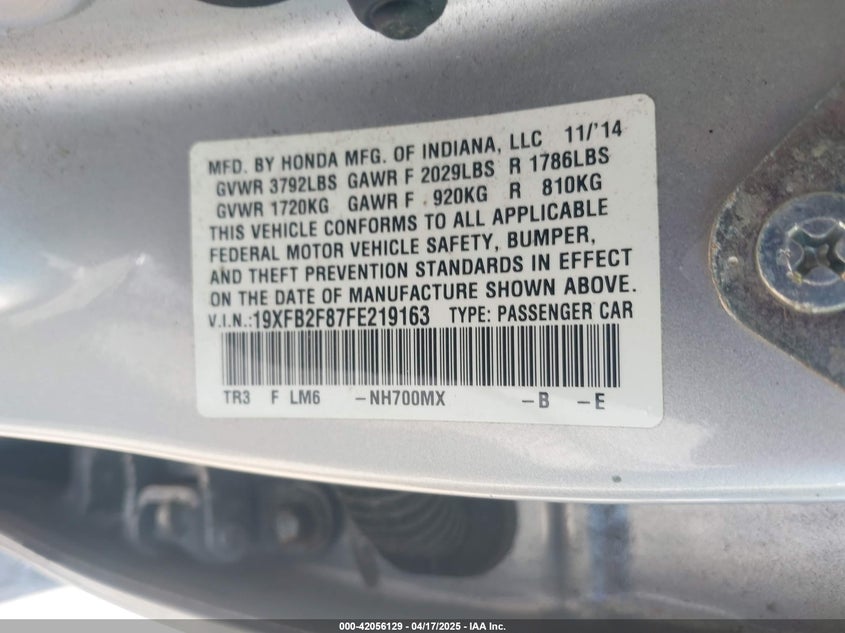 MFD. BY HONDA MFG. OF INDIANA, LLC 11/'14
GVWR 3792LBS GAWR F 2029LBS R 1786LBS
GVWR 1720KG GAWR F 920KG R 810KG
THIS VEHICLE CONFORMS TO ALL APPLICABLE
FEDERAL MOTOR VEHICLE SAFETY, BUMPER,
AND THEFT PREVENTION STANDARDS IN EFFECT
ON THE DATE OF MANUFACTURE SHOWN ABOVE.
V.I.N.:19XFB2F87FE219163 TYPE: PASSENGER CAR
TR3 F LM6 -NH700MX -B -E
000-42056129 - 04/17/2025 - IAA Inc.